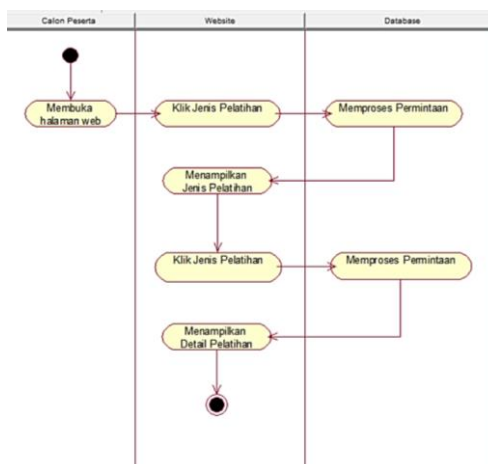 Calon Peserta
Website
Database
Membuka
halaman web
Klik Jenis Pelatihan
Memproses Permintaan
Menampilkan
Jenis Pelatihan
Klik Jenis Pelatihan
Memproses Permintaan
Menampilkan
Detail Pelatihan